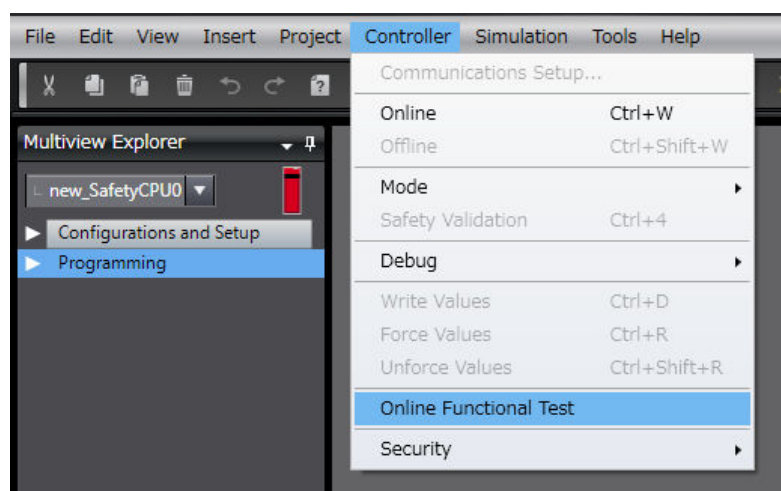 File Edit View Insert Project Controller Simulation Tools Help
Communications Setup...
Online Ctrl+W
Offline Ctrl+Shift+W
Mode
Safety Validation Ctrl+4
Debug
Write Values Ctrl+D
Force Values Ctrl+R
Unforce Values Ctrl+Shift+R
Online Functional Test
Security
Multiview Explorer
new_SafetyCPU0
Configurations and Setup
Programming